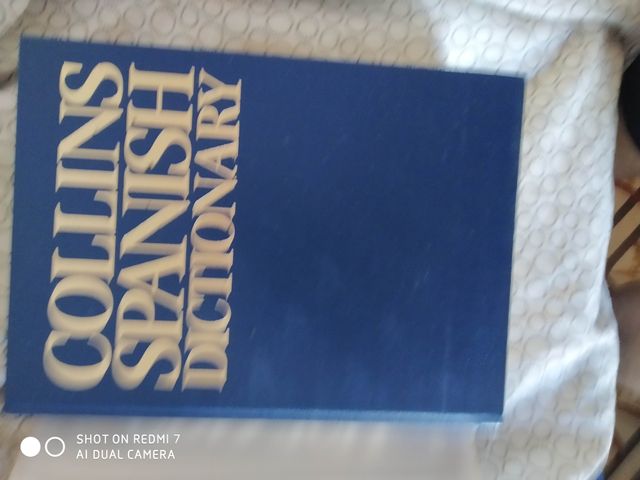 COLLINS
SPANISH
DICTIONARY
SHOT ON REDMI 7
AI DUAL CAMERA